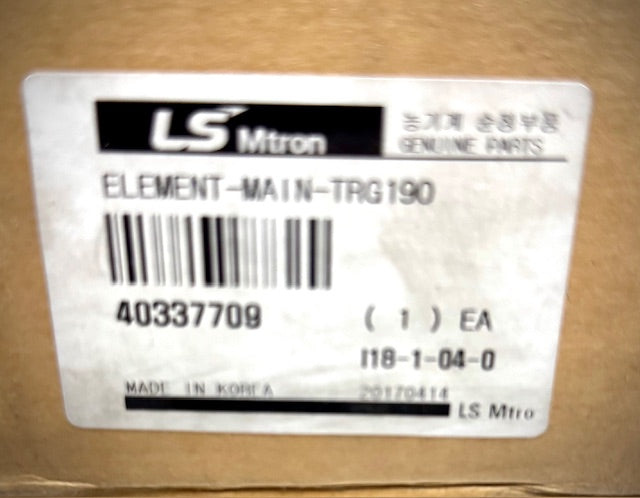 LS Mtron 농기계 순정부품
GENUINE PARTS
ELEMENT-MAIN-TRG190
40337709 ( 1 ) EA
I18-1-04-0
MADE IN KOREA 20170414
LS Mtro